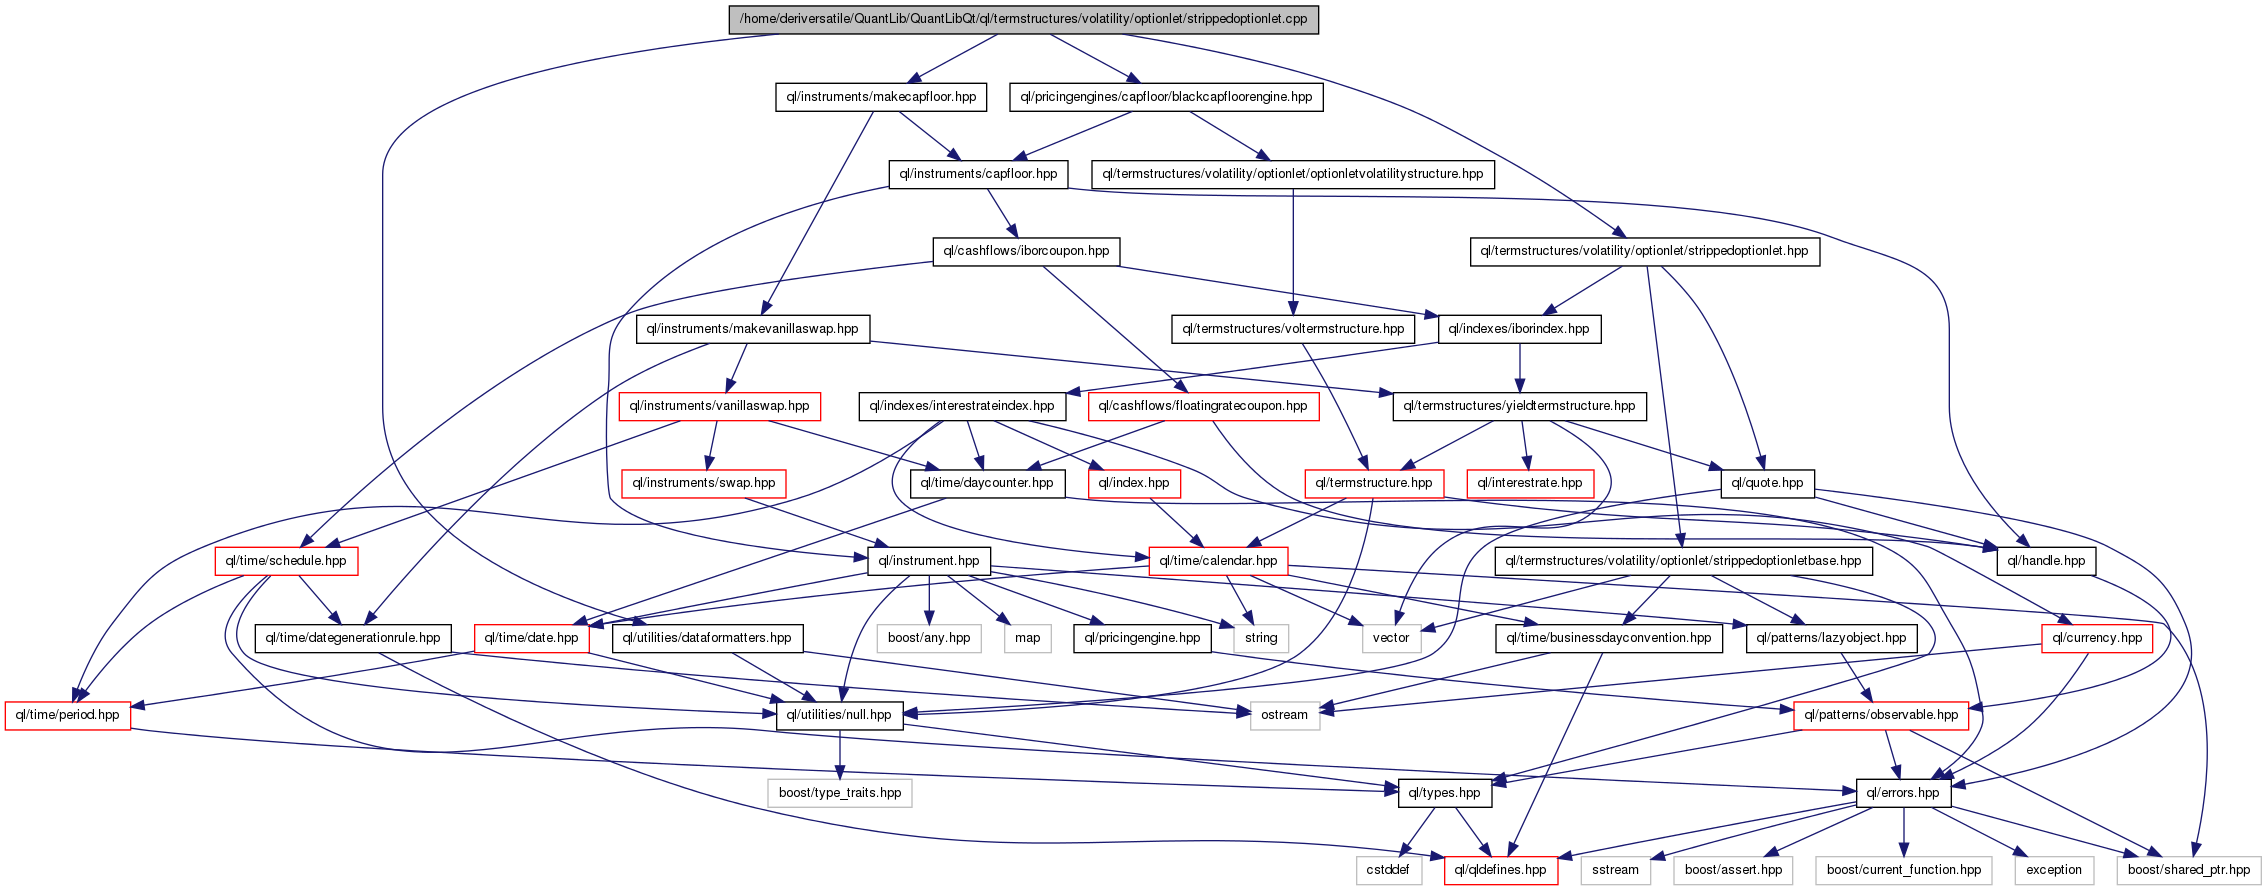 /home/deriversatile/QuantLib/QuantLibQt/ql/termstructures/volatility/optionlet/strippedoptionlet.cpp
ql/instruments/makecapfloor.hpp
ql/pricingengines/capfloor/blackcapfloorengine.hpp
ql/instruments/capfloor.hpp
ql/termstructures/volatility/optionlet/optionletvolatilitystructure.hpp
ql/cashflows/iborcoupon.hpp
ql/termstructures/volatility/optionlet/strippedoptionlet.hpp
ql/instruments/makevanillaswap.hpp
ql/termstructures/voltermstructure.hpp
ql/indexes/iborindex.hpp
ql/instruments/vanillaswap.hpp
ql/indexes/interestrateindex.hpp
ql/cashflows/floatingratecoupon.hpp
ql/termstructures/yieldtermstructure.hpp
ql/instruments/swap.hpp
ql/time/daycounter.hpp
ql/index.hpp
ql/termstructure.hpp
ql/interestrate.hpp
ql/quote.hpp
ql/time/schedule.hpp
ql/instrument.hpp
ql/time/calendar.hpp
ql/termstructures/volatility/optionlet/strippedoptionletbase.hpp
ql/handle.hpp
ql/time/dategenerationrule.hpp
ql/time/date.hpp
ql/utilities/dataformatters.hpp
boost/any.hpp
map
ql/pricingengine.hpp
string
vector
ql/time/businessdayconvention.hpp
ql/patterns/lazyobject.hpp
ql/currency.hpp
ql/time/period.hpp
ql/utilities/null.hpp
ostream
ql/patterns/observable.hpp
boost/type_traits.hpp
ql/types.hpp
ql/errors.hpp
cstddef
ql/qldefines.hpp
sstream
boost/assert.hpp
boost/current_function.hpp
exception
boost/shared_ptr.hpp